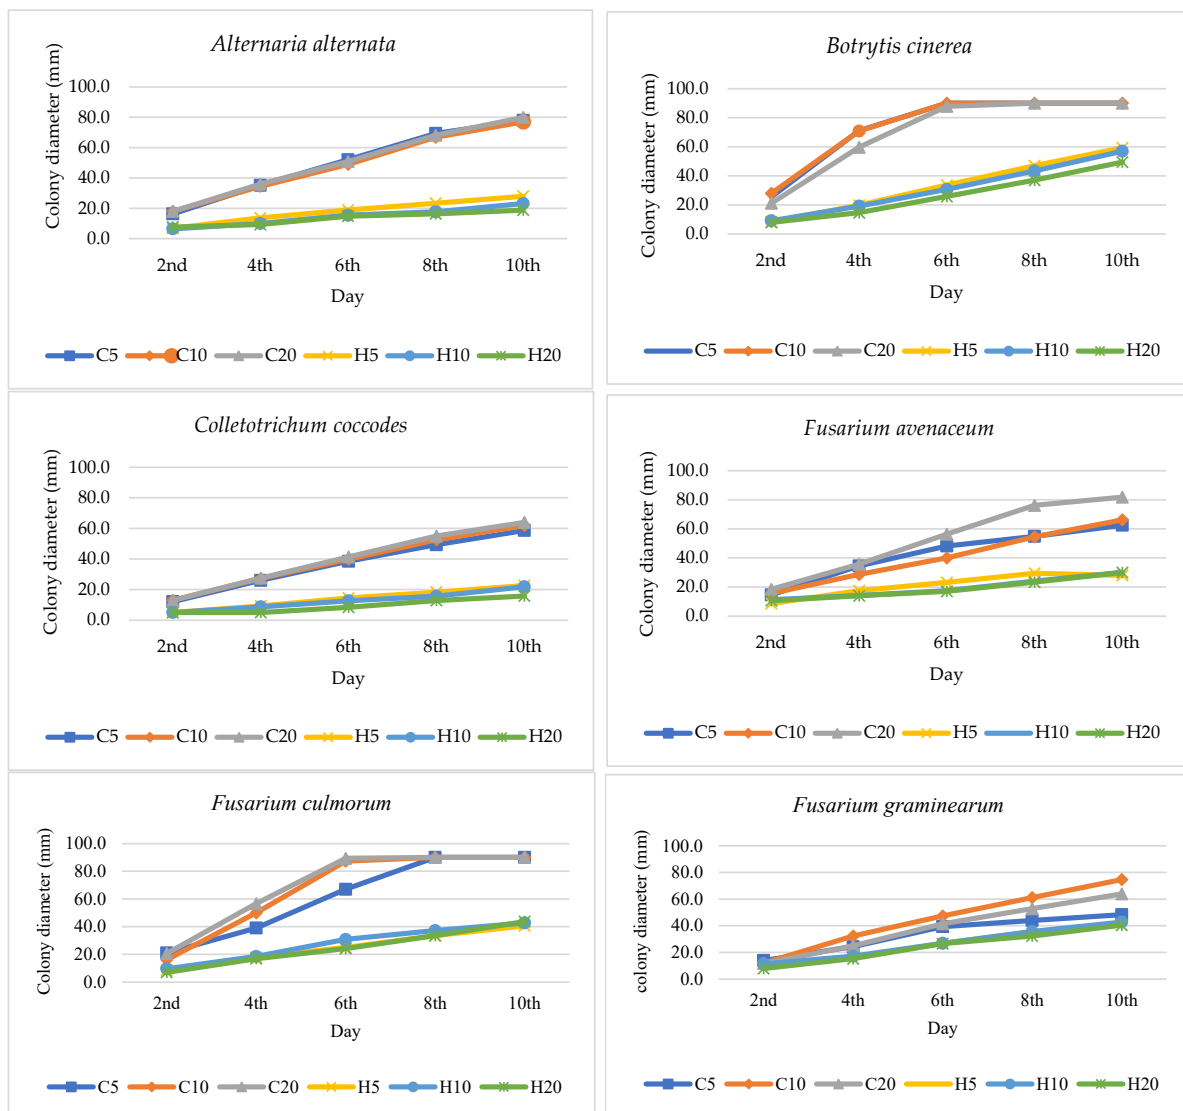 Alternaria alternata
Colony diameter (mm)
100.0
80.0
60.0
40.0
20.0
0.0
2nd 4th 6th 8th 10th
Day
C5 C10 C20 H5 H10 H20
Botrytis cinerea
Colony diameter (mm)
100.0
80.0
60.0
40.0
20.0
0.0
2nd 4th 6th 8th 10th
Day
C5 C10 C20 H5 H10 H20
Colletotrichum coccodes
Colony diameter (mm)
100.0
80.0
60.0
40.0
20.0
0.0
2nd 4th 6th 8th 10th
Day
C5 C10 C20 H5 H10 H20
Fusarium avenaceum
Colony diameter (mm)
100.0
80.0
60.0
40.0
20.0
0.0
2nd 4th 6th 8th 10th
Day
C5 C10 C20 H5 H10 H20
Fusarium culmorum
Colony diameter (mm)
100.0
80.0
60.0
40.0
20.0
0.0
2nd 4th 6th 8th 10th
Day
C5 C10 C20 H5 H10 H20
Fusarium graminearum
colony diameter (mm)
100.0
80.0
60.0
40.0
20.0
0.0
2nd 4th 6th 8th 10th
Day
C5 C10 C20 H5 H10 H20